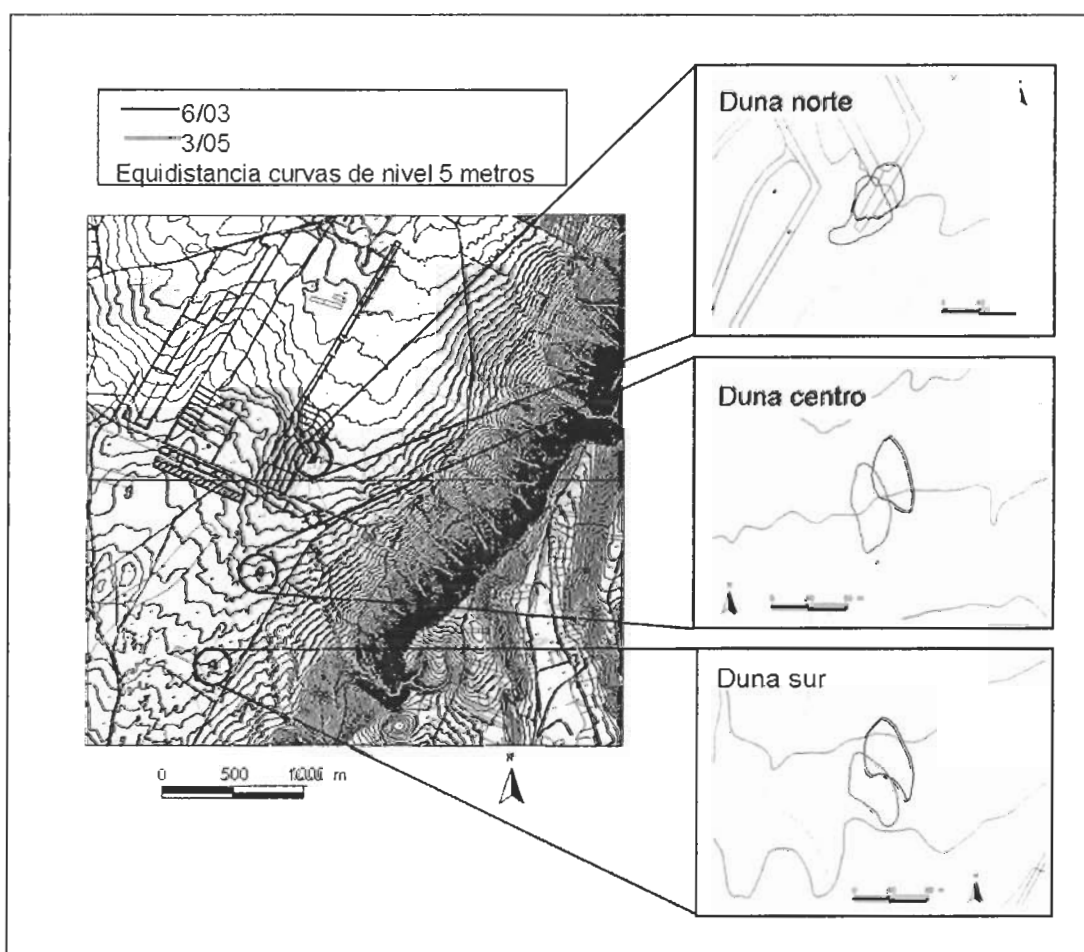 6/03
3/05
Equidistancia curvas de nivel 5 metros
Duna norte
Duna centro
Duna sur
0 500 1000 m